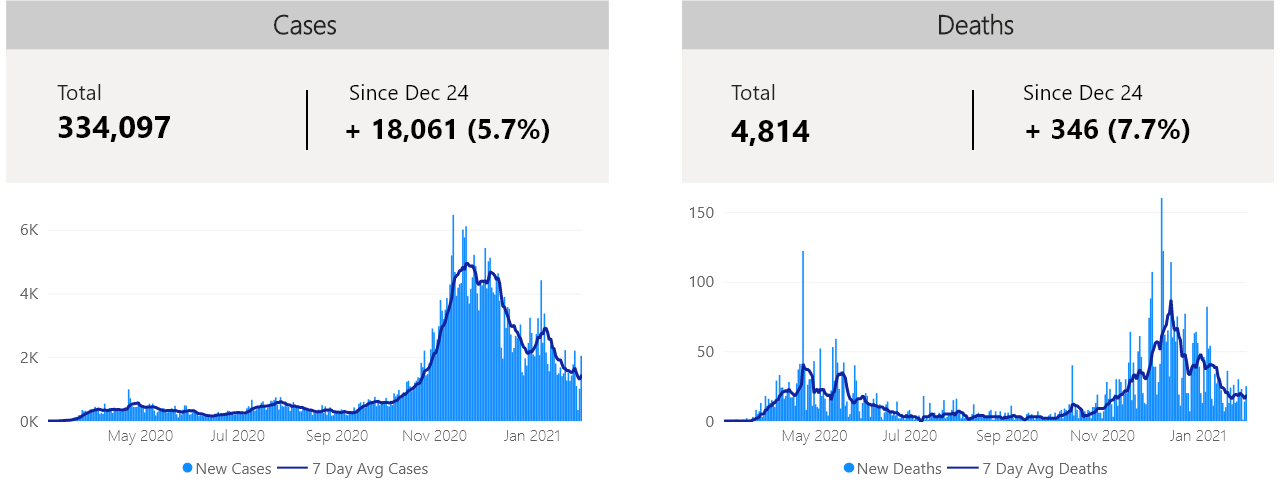 Cases
Total
334,097
Since Dec 24
+ 18,061 (5.7%)
6K
4K
2K
0K
May 2020 Jul 2020 Sep 2020 Nov 2020 Jan 2021
New Cases 7 Day Avg Cases
Deaths
Total
4,814
Since Dec 24
+ 346 (7.7%)
150
100
50
0
May 2020 Jul 2020 Sep 2020 Nov 2020 Jan 2021
New Deaths 7 Day Avg Deaths